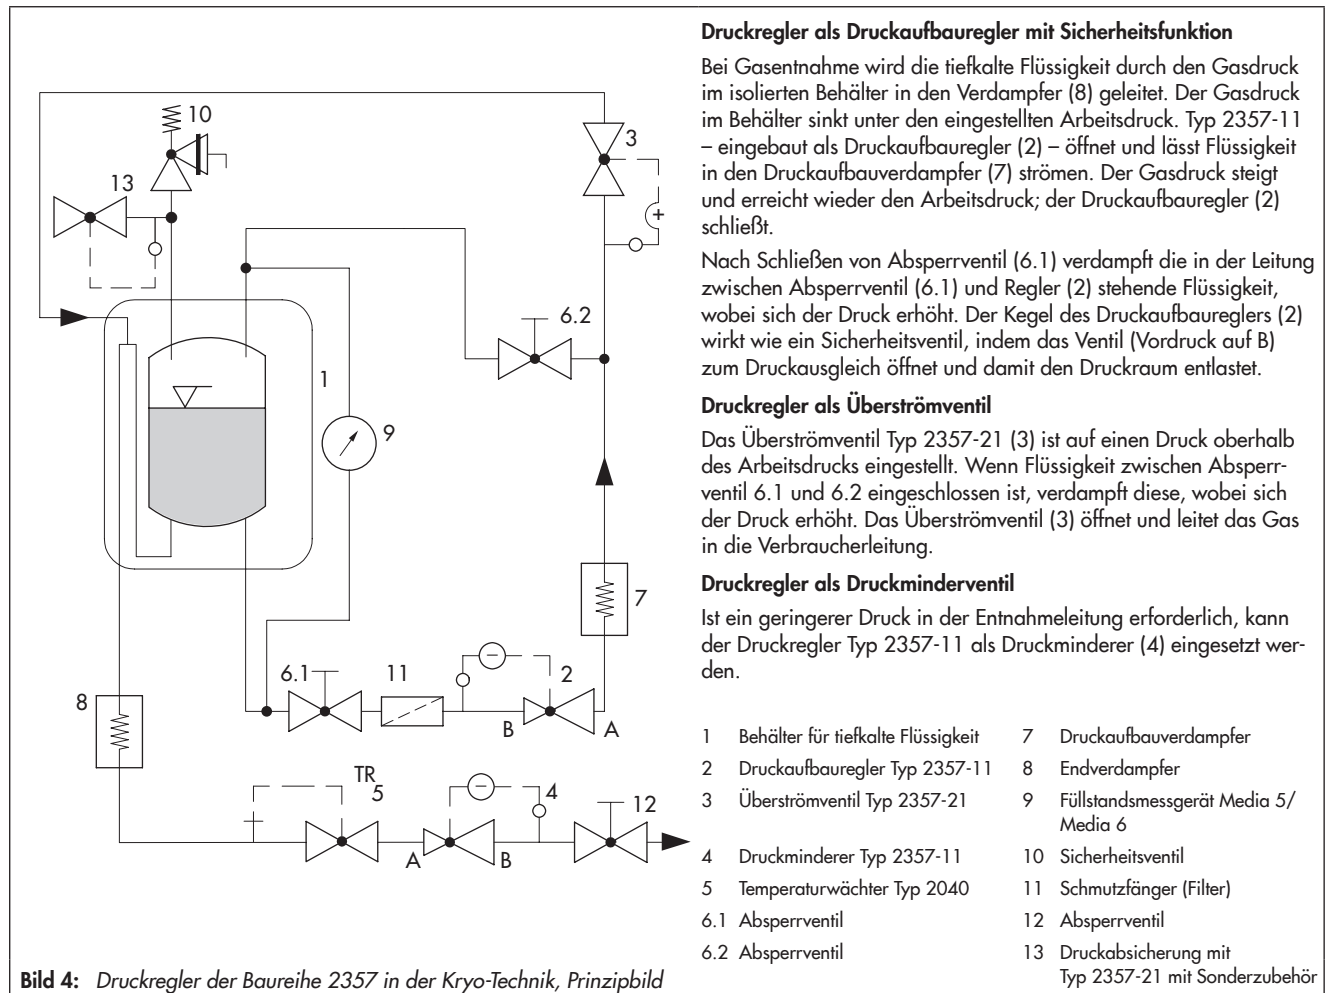 10
13
3
+
6.2
1
9
7
6.1
11
2
B
A
8
TR
5
4
12
A
B
Druckregler als Druckaufbauregler mit Sicherheitsfunktion
Bei Gasentnahme wird die tiefkalte Flüssigkeit durch den Gasdruck
im isolierten Behälter in den Verdampfer (8) geleitet. Der Gasdruck
im Behälter sinkt unter den eingestellten Arbeitsdruck. Typ 2357-11
– eingebaut als Druckaufbauregler (2) – öffnet und lässt Flüssigkeit
in den Druckaufbauverdampfer (7) strömen. Der Gasdruck steigt
und erreicht wieder den Arbeitsdruck; der Druckaufbauregler (2)
schließt.
Nach Schließen von Absperrventil (6.1) verdampft die in der Leitung
zwischen Absperrventil (6.1) und Regler (2) stehende Flüssigkeit,
wobei sich der Druck erhöht. Der Kegel des Druckaufbaureglers (2)
wirkt wie ein Sicherheitsventil, indem das Ventil (Vordruck auf B)
zum Druckausgleich öffnet und damit den Druckraum entlastet.
Druckregler als Überströmventil
Das Überströmventil Typ 2357-21 (3) ist auf einen Druck oberhalb
des Arbeitsdrucks eingestellt. Wenn Flüssigkeit zwischen Absperr-
ventil 6.1 und 6.2 eingeschlossen ist, verdampft diese, wobei sich
der Druck erhöht. Das Überströmventil (3) öffnet und leitet das Gas
in die Verbraucherleitung.
Druckregler als Druckminderventil
Ist ein geringerer Druck in der Entnahmeleitung erforderlich, kann
der Druckregler Typ 2357-11 als Druckminderer (4) eingesetzt wer-
den.
1 Behälter für tiefkalte Flüssigkeit
2 Druckaufbauregler Typ 2357-11
3 Überströmventil Typ 2357-21
4 Druckminderer Typ 2357-11
5 Temperaturwächter Typ 2040
6.1 Absperrventil
6.2 Absperrventil
7 Druckaufbauverdampfer
8 Endverdampfer
9 Füllstandsmessgerät Media 5/
Media 6
10 Sicherheitsventil
11 Schmutzfänger (Filter)
12 Absperrventil
13 Druckabsicherung mit
Typ 2357-21 mit Sonderzubehör
Bild 4: Druckregler der Baureihe 2357 in der Kryo-Technik, Prinzipbild